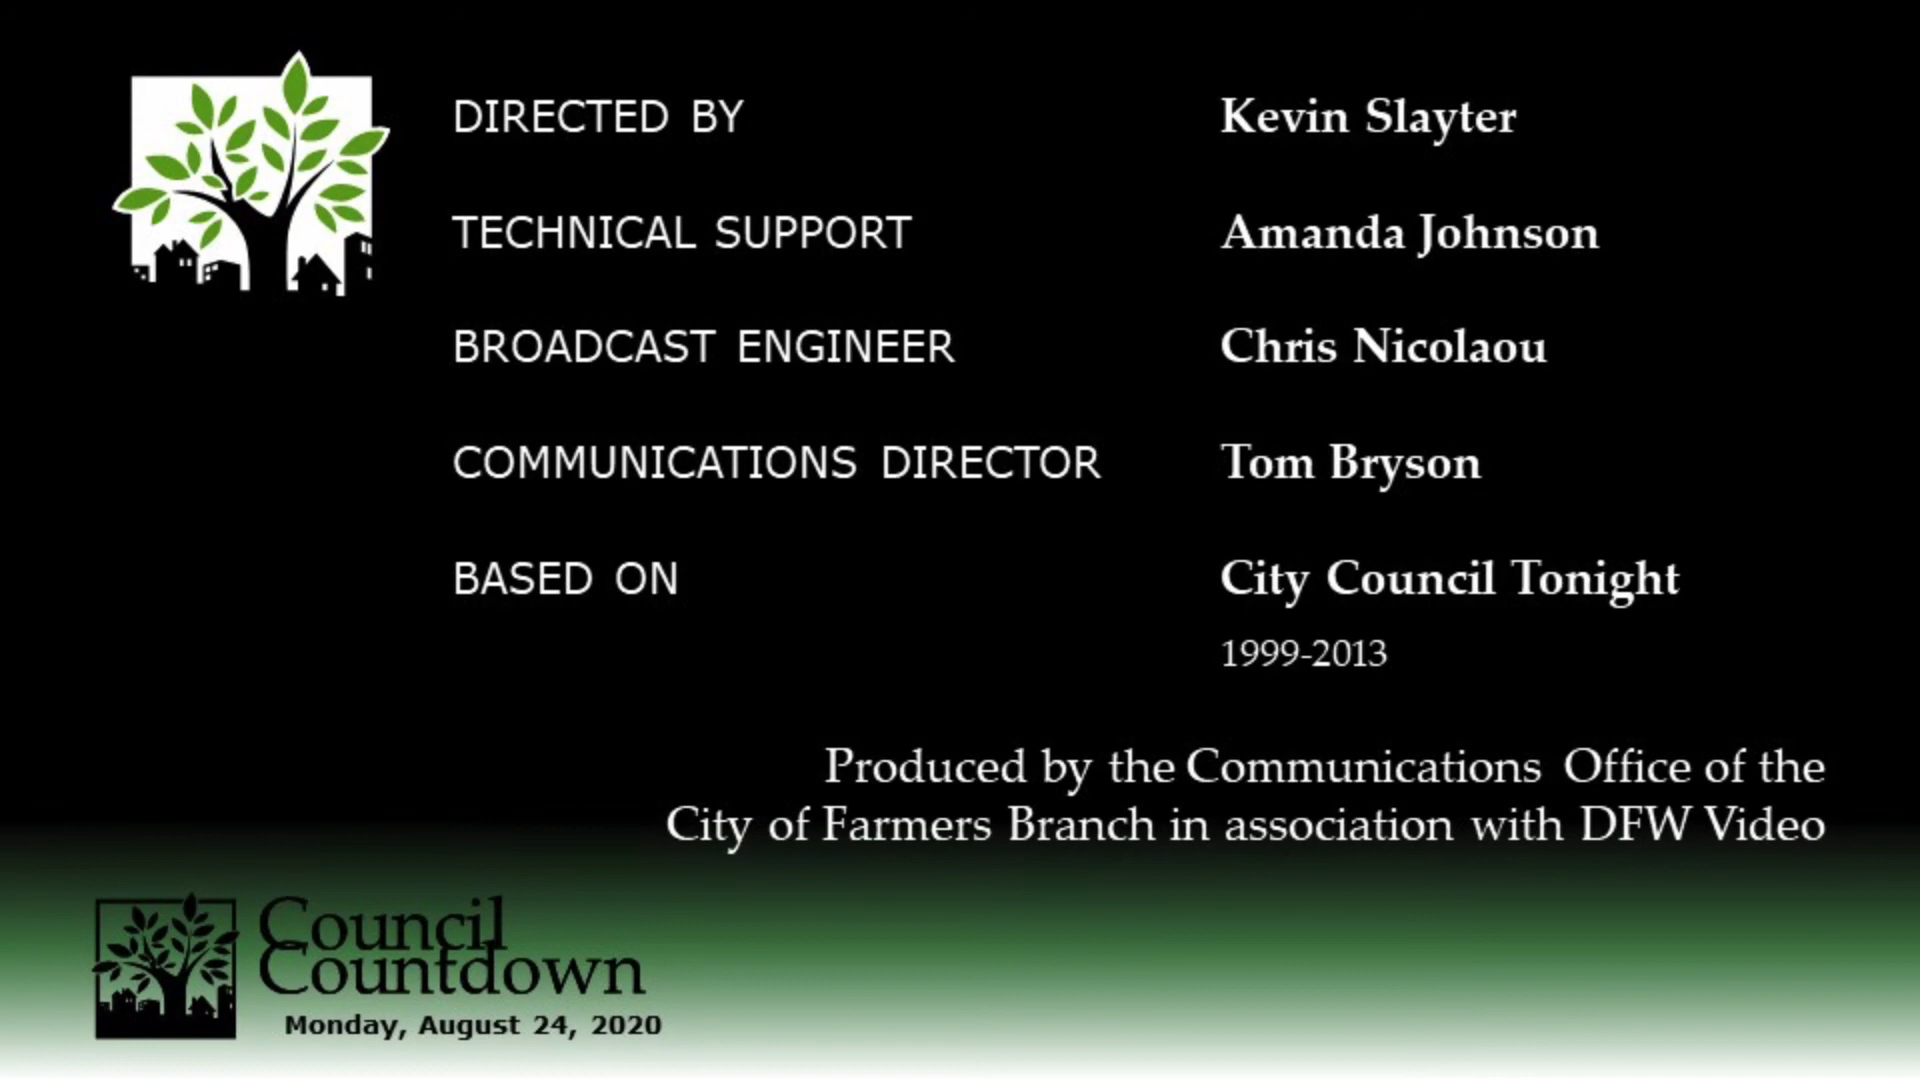 DIRECTED BY Kevin Slayter
TECHNICAL SUPPORT Amanda Johnson
BROADCAST ENGINEER Chris Nicolaou
COMMUNICATIONS DIRECTOR Tom Bryson
BASED ON City Council Tonight
1999-2013
Produced by the Communications Office of the
City of Farmers Branch in association with DFW Video
Council
Countdown
Monday, August 24, 2020